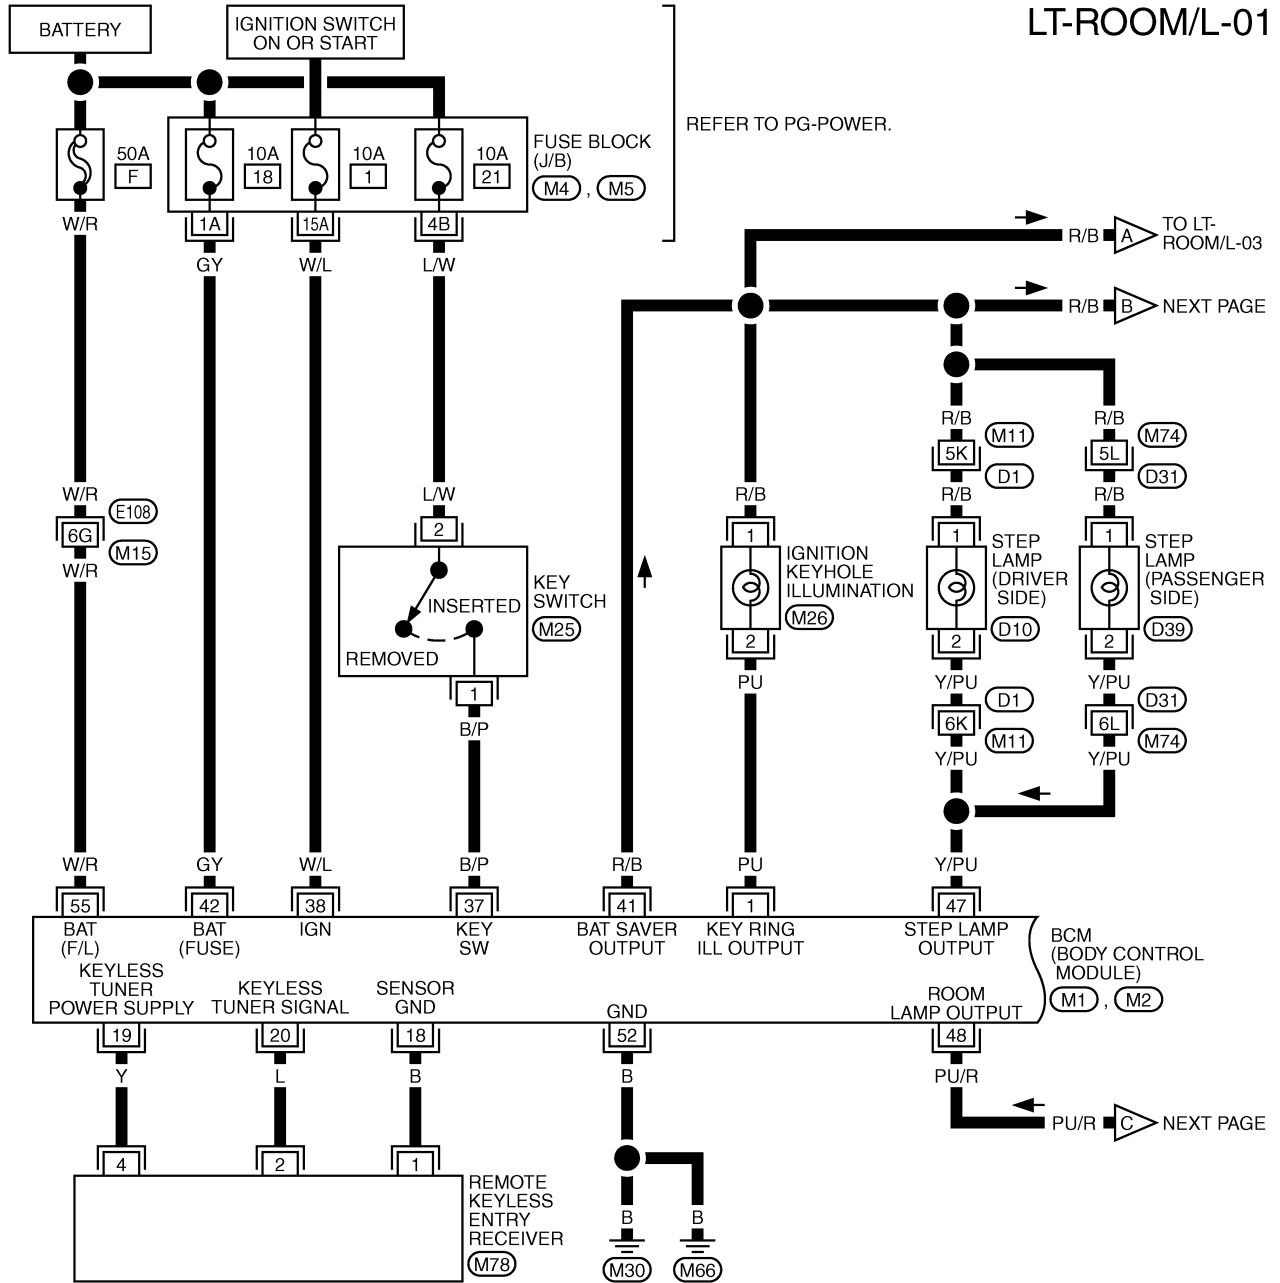 LT-ROOM/L-01
BATTERY
IGNITION SWITCH
ON OR START
REFER TO PG-POWER.
50A
F
10A
18
10A
1
10A
21
FUSE BLOCK
(J/B)
M4 , M5
W/R
1A
15A
4B
GY
W/L
L/W
R/B
A
TO LT-
ROOM/L-03
R/B
B
NEXT PAGE
R/B
M11
5K
D1
R/B
R/B
M74
5L
D31
R/B
W/R
E108
6G
M15
W/R
L/W
2
INSERTED
REMOVED
KEY
SWITCH
M25
1
B/P
R/B
1
IGNITION
KEYHOLE
ILLUMINATION
M26
2
PU
1
STEP
LAMP
(DRIVER
SIDE)
D10
2
Y/PU
D1
6K
M11
Y/PU
1
STEP
LAMP
(PASSENGER
SIDE)
D39
2
Y/PU
D31
6L
M74
Y/PU
W/R
GY
W/L
B/P
R/B
PU
Y/PU
55
42
38
37
41
1
47
BAT
(F/L)
BAT
(FUSE)
IGN
KEY
SW
BAT SAVER
OUTPUT
KEY RING
ILL OUTPUT
STEP LAMP
OUTPUT
BCM
(BODY CONTROL
MODULE)
M1 , M2
KEYLESS
TUNER
POWER SUPPLY
KEYLESS
TUNER SIGNAL
SENSOR
GND
GND
ROOM
LAMP OUTPUT
19
20
18
52
48
Y
L
B
B
PU/R
PU/R
C
NEXT PAGE
4
2
1
REMOTE
KEYLESS
ENTRY
RECEIVER
M78
B
B
M30
M66